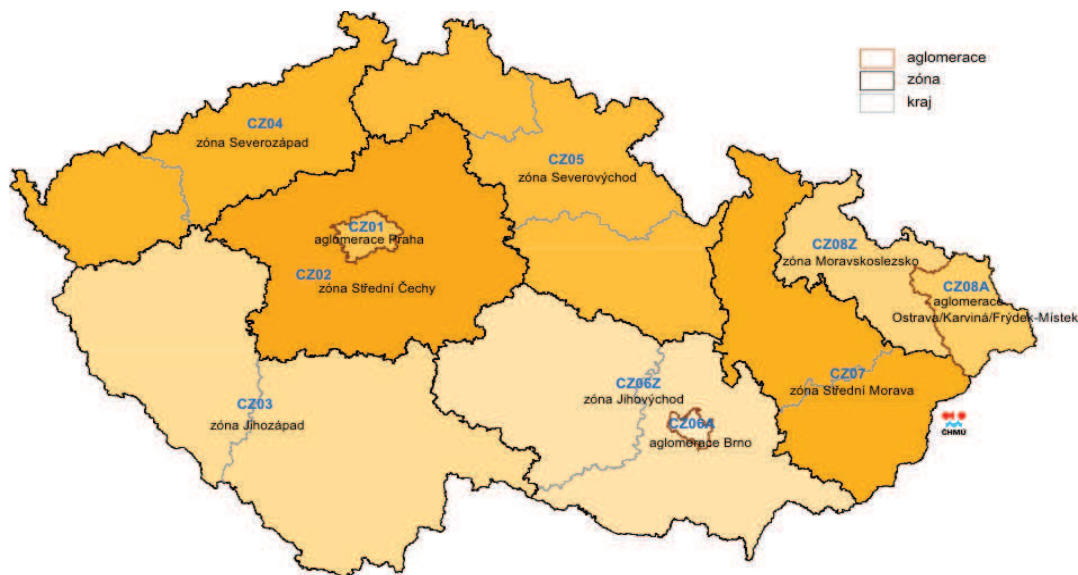 aglomerace
zóna
kraj
CZ04
zóna Severozápad
CZ05
zóna Severovýchod
CZ01
aglomerace Praha
CZ02
zóna Střední Čechy
CZ08Z
zóna Moravskoslezsko
CZ08A
aglomerace
Ostrava/Karviná/Frýdek-Místek
CZ03
zóna Jihozápad
CZ06Z
zóna Jihovýchod
CZ07
zóna Střední Morava
CZ06A
aglomerace Brno
ČHMÚ